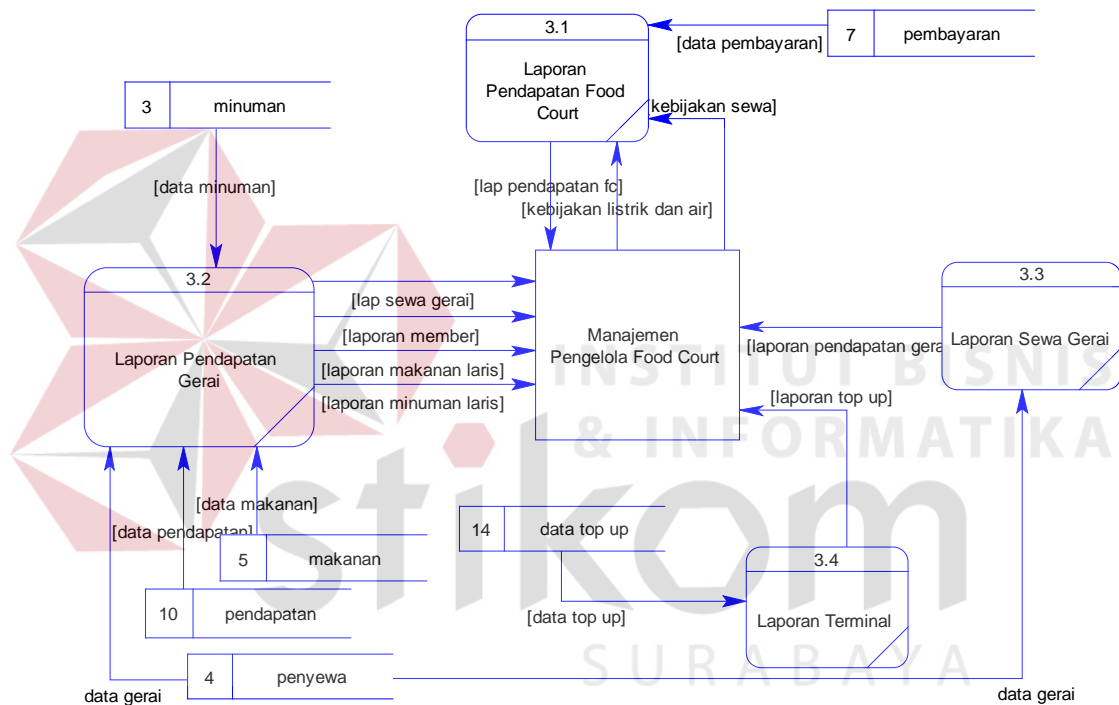 3.1
Laporan
Pendapatan Food
Court
[data pembayaran]
7 pembayaran
3 minuman
kebijakan sewa]
[data minuman]
[lap pendapatan fc]
[kebijakan listrik dan air]
3.2
Laporan Pendapatan
Gerai
[lap sewa gerai]
[laporan member]
[laporan makanan laris]
[laporan minuman laris]
Manajemen
Pengelola Food Court
3.3
Laporan Sewa Gerai
[laporan pendapatan gera
[laporan top up]
INSTITUT BISNIS
& INFORMATIKA
stikom
SURABAYA
[data makanan]
[data pendapatan]
14 data top up
5 makanan
3.4
Laporan Terminal
[data top up]
10 pendapatan
4 penyewa
data gerai
data gerai